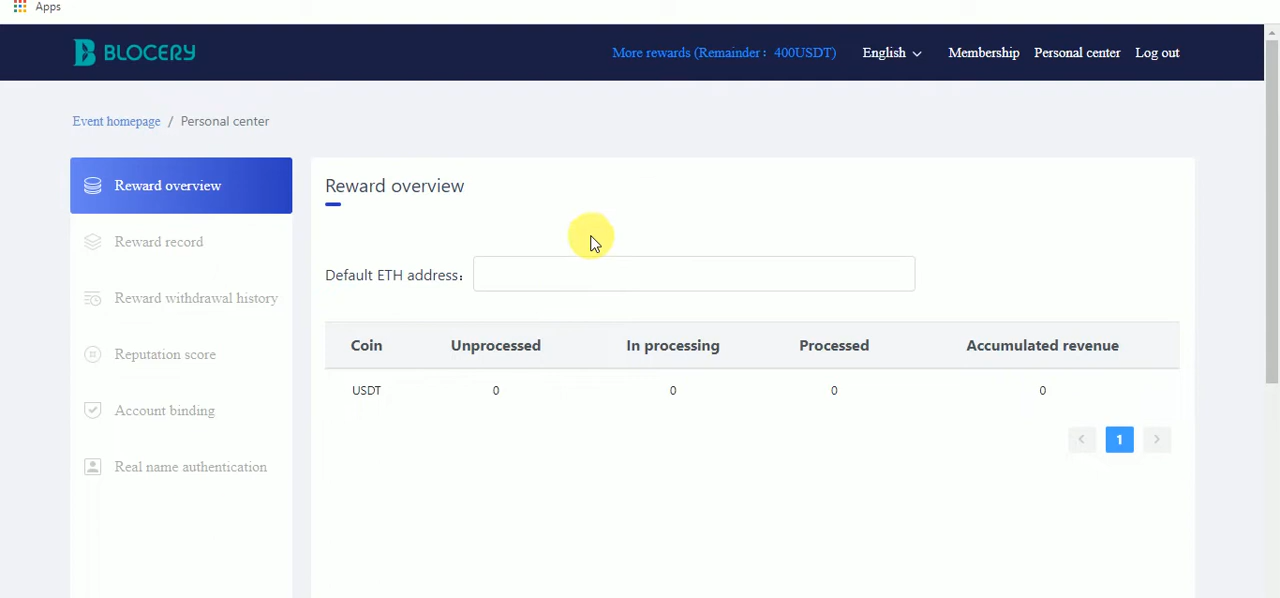 Apps
BLOCERY
More rewards (Remainder： 400USDT) English Membership Personal center Log out
Event homepage / Personal center
Reward overview
Reward record
Reward withdrawal history
Reputation score
Account binding
Real name authentication
Reward overview
Default ETH address：
Coin Unprocessed In processing Processed Accumulated revenue
USDT 0 0 0 0
< 1 >